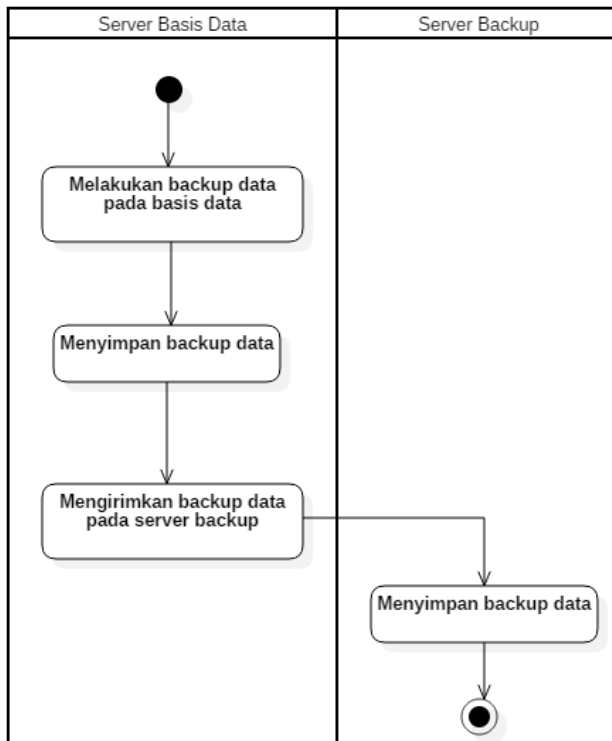 Server Basis Data
Server Backup
Melakukan backup data
pada basis data
Menyimpan backup data
Mengirimkan backup data
pada server backup
Menyimpan backup data